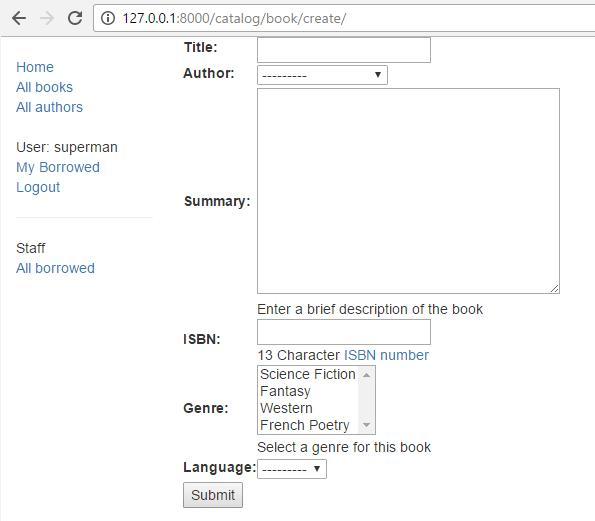 127.0.0.1:8000/catalog/book/create/
Home
All books
All authors
User: superman
My Borrowed
Logout
Staff
All borrowed
Title:
Author: ---------
Summary:
Enter a brief description of the book
ISBN:
13 Character ISBN number
Genre:
Science Fiction
Fantasy
Western
French Poetry
Select a genre for this book
Language: ---------
Submit